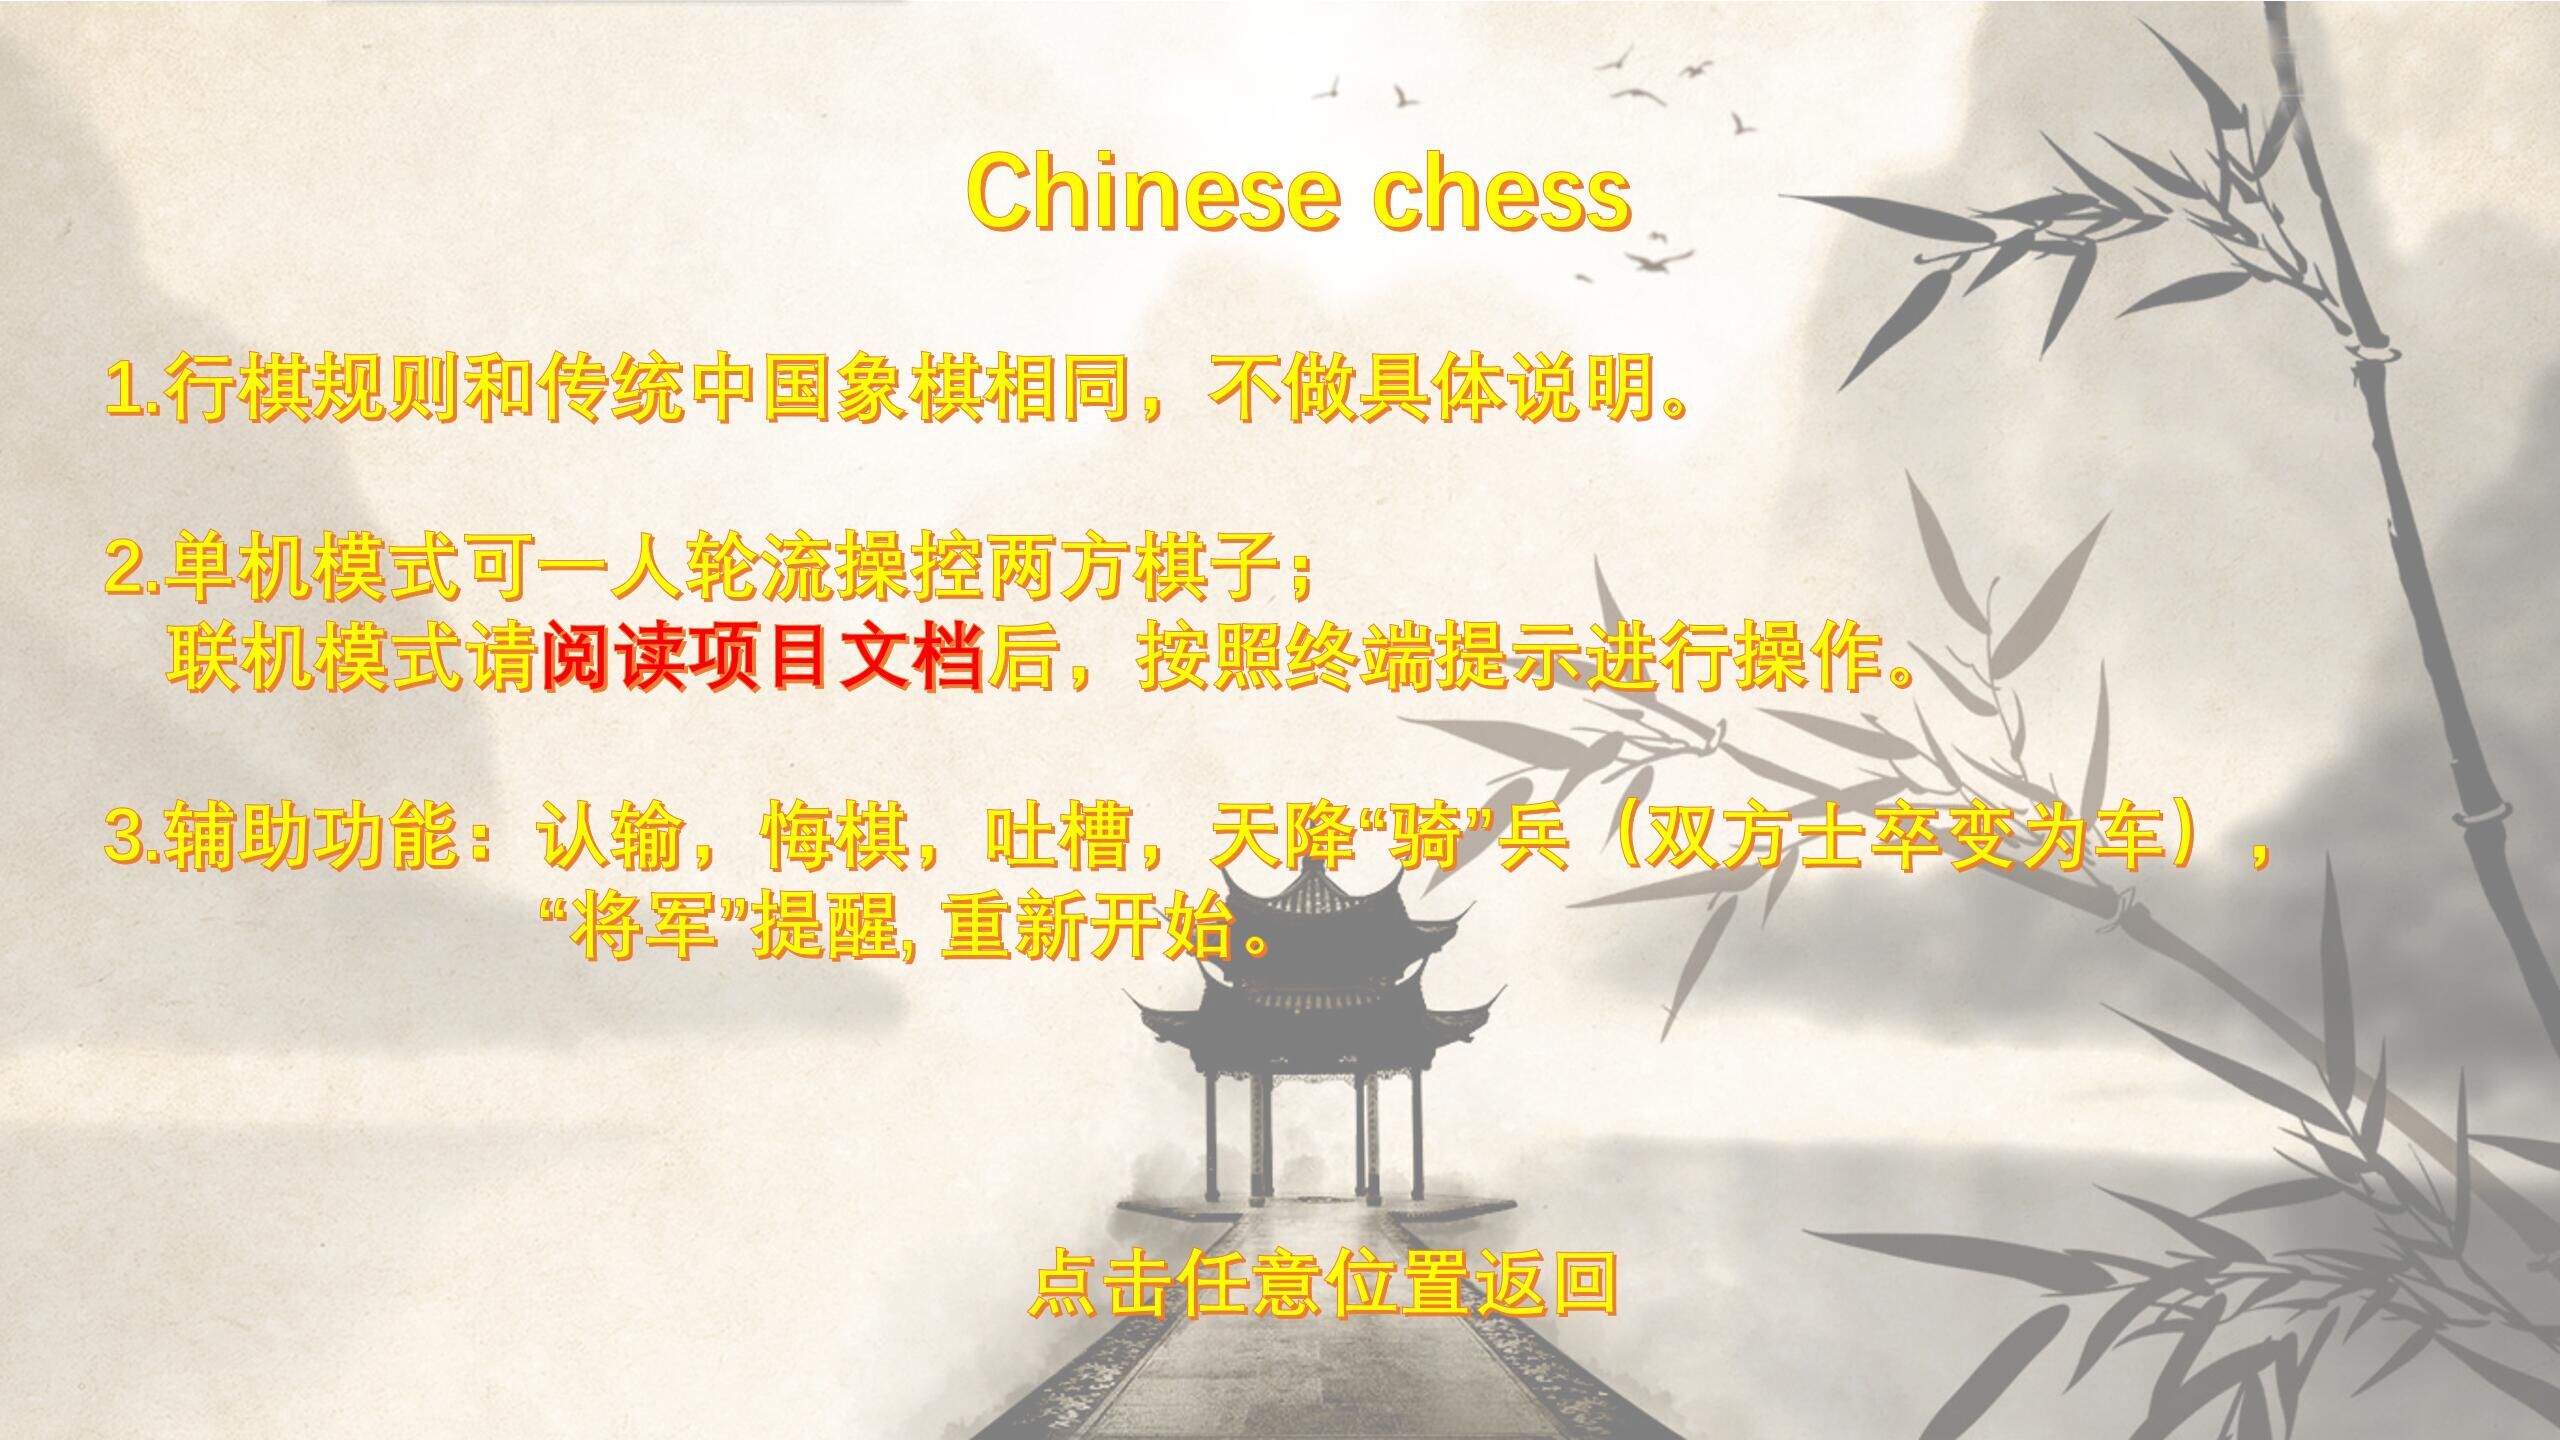 Chinese chess
1.行棋规则和传统中国象棋相同，不做具体说明。
2.单机模式可一人轮流操控两方棋子；
联机模式请阅读项目文档后，按照终端提示进行操作。
3.辅助功能：认输，悔棋，吐槽，天降“骑”兵（双方士卒变为车），
“将军”提醒,重新开始。
点击任意位置返回